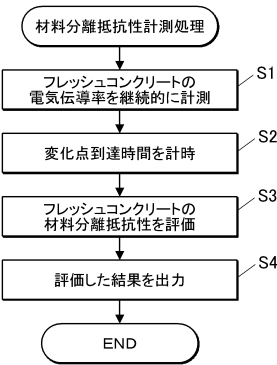 材料分離抵抗性計測処理
S1
フレッシュコンクリートの
電気伝導率を継続的に計測
S2
変化点到達時間を計時
S3
フレッシュコンクリートの
材料分離抵抗性を評価
S4
評価した結果を出力
END